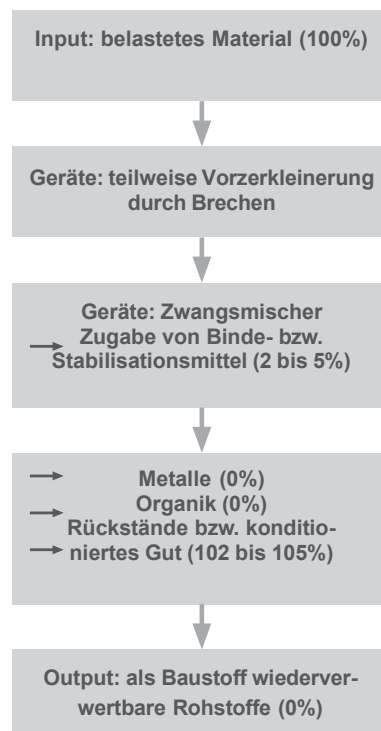 Input: belastetes Material (100%)
Geräte: teilweise Vorzerkleinerung
durch Brechen
Geräte: Zwangsmischer
Zugabe von Binde- bzw.
Stabilisationsmittel (2 bis 5%)
Metalle (0%)
Organik (0%)
Rückstände bzw. konditio-
niertes Gut (102 bis 105%)
Output: als Baustoff wiederver-
wertbare Rohstoffe (0%)